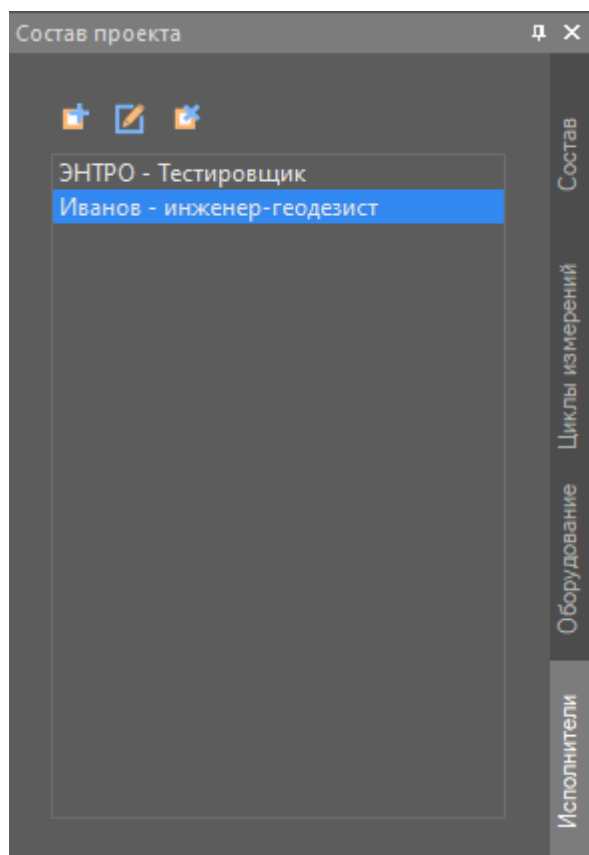 Состав проекта
ЭНТРО - Тестировщик
Иванов - инженер-геодезист
Состав
Циклы измерений
Оборудование
Исполнители